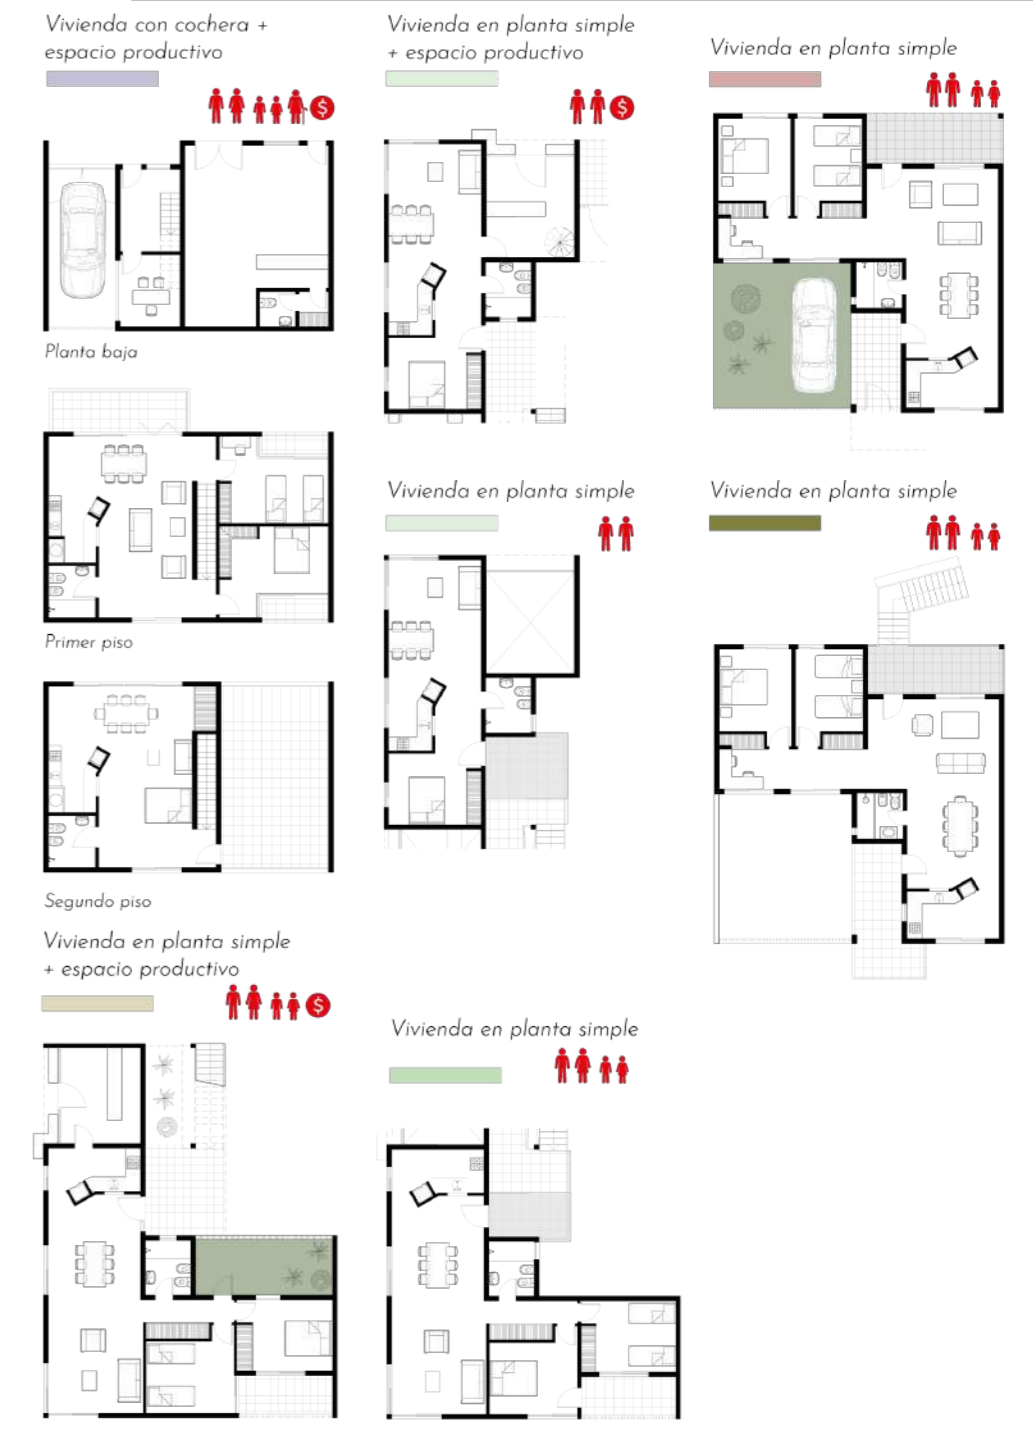 Vivienda con cochera +
espacio productivo
$
Planta baja
Primer piso
Segundo piso
Vivienda en planta simple
+ espacio productivo
$
Vivienda en planta simple
+ espacio productivo
$
Vivienda en planta simple
Vivienda en planta simple
Vivienda en planta simple
Vivienda en planta simple